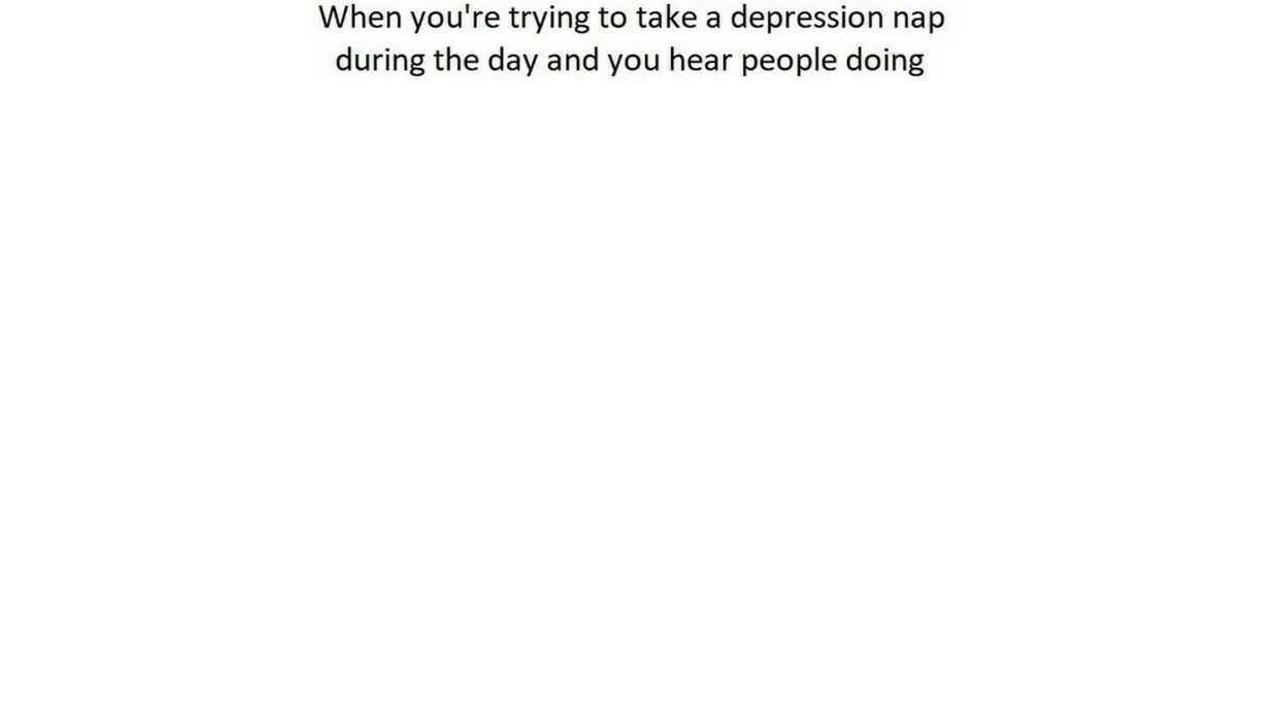 When you're trying to take a depression nap
during the day and you hear people doing